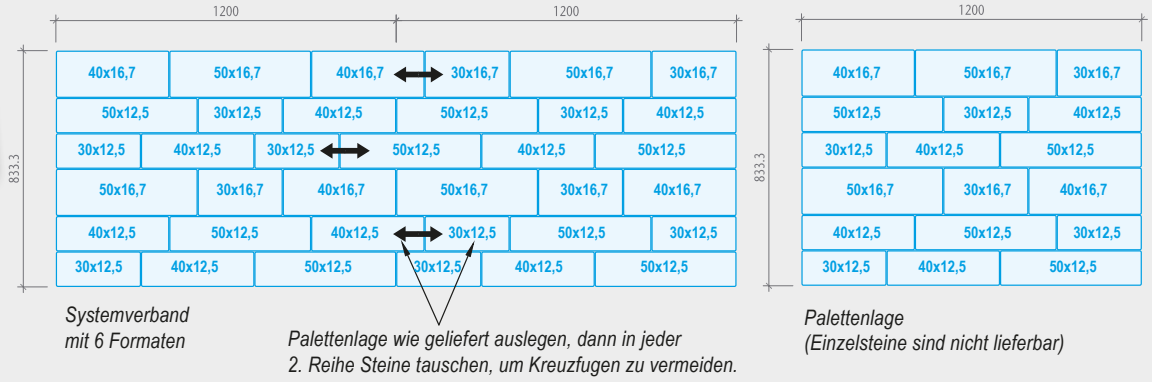 1200 1200 1200
833.3
40x16,7 50x16,7 40x16,7 30x16,7 50x16,7 30x16,7
50x12,5 30x12,5 40x12,5 50x12,5 30x12,5 40x12,5
30x12,5 40x12,5 30x12,5 50x12,5 40x12,5 50x12,5
50x16,7 30x16,7 40x16,7 50x16,7 30x16,7 40x16,7
40x12,5 50x12,5 40x12,5 30x12,5 50x12,5 30x12,5
30x12,5 40x12,5 50x12,5 30x12,5 40x12,5 50x12,5
Systemverband
mit 6 Formaten
Palettenlage wie geliefert auslegen, dann in jeder
2. Reihe Steine tauschen, um Kreuzfugen zu vermeiden.
833.3
40x16,7 50x16,7 30x16,7
50x12,5 30x12,5 40x12,5
30x12,5 40x12,5 50x12,5
50x16,7 30x16,7 40x16,7
40x12,5 50x12,5 30x12,5
30x12,5 40x12,5 50x12,5
Palettenlage
(Einzelsteine sind nicht lieferbar)